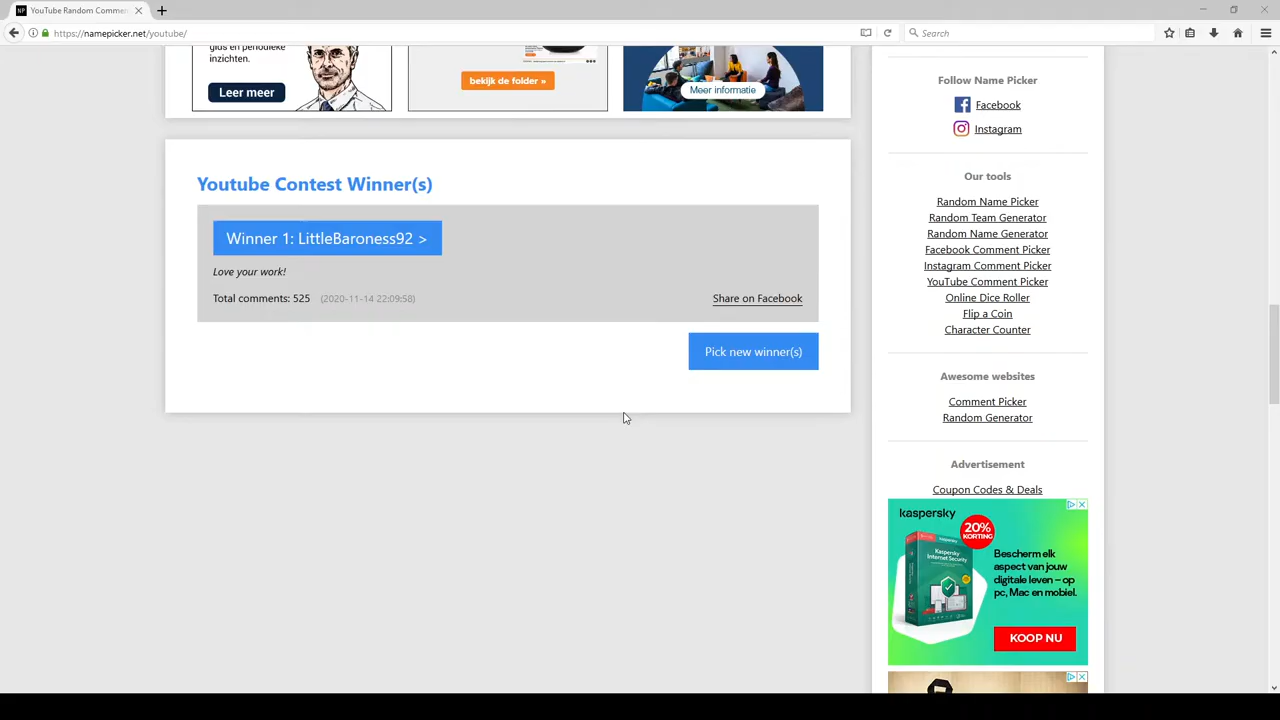 YouTube Random Commen
https://namepicker.net/youtube/
Search
gids en periodieke
inzichten.
Leer meer
bekijk de folder »
Meer informatie
Youtube Contest Winner(s)
Winner 1: LittleBaroness92 >
Love your work!
Total comments: 525 (2020-11-14 22:09:58)
Share on Facebook
Pick new winner(s)
Follow Name Picker
Facebook
Instagram
Our tools
Random Name Picker
Random Team Generator
Random Name Generator
Facebook Comment Picker
Instagram Comment Picker
YouTube Comment Picker
Online Dice Roller
Flip a Coin
Character Counter
Awesome websites
Comment Picker
Random Generator
Advertisement
Coupon Codes & Deals
kaspersky
20%
KORTING
Kaspersky
Internet Security
Bescherm elk
aspect van jouw
digitale leven – op
pc, Mac en mobiel.
KOOP NU